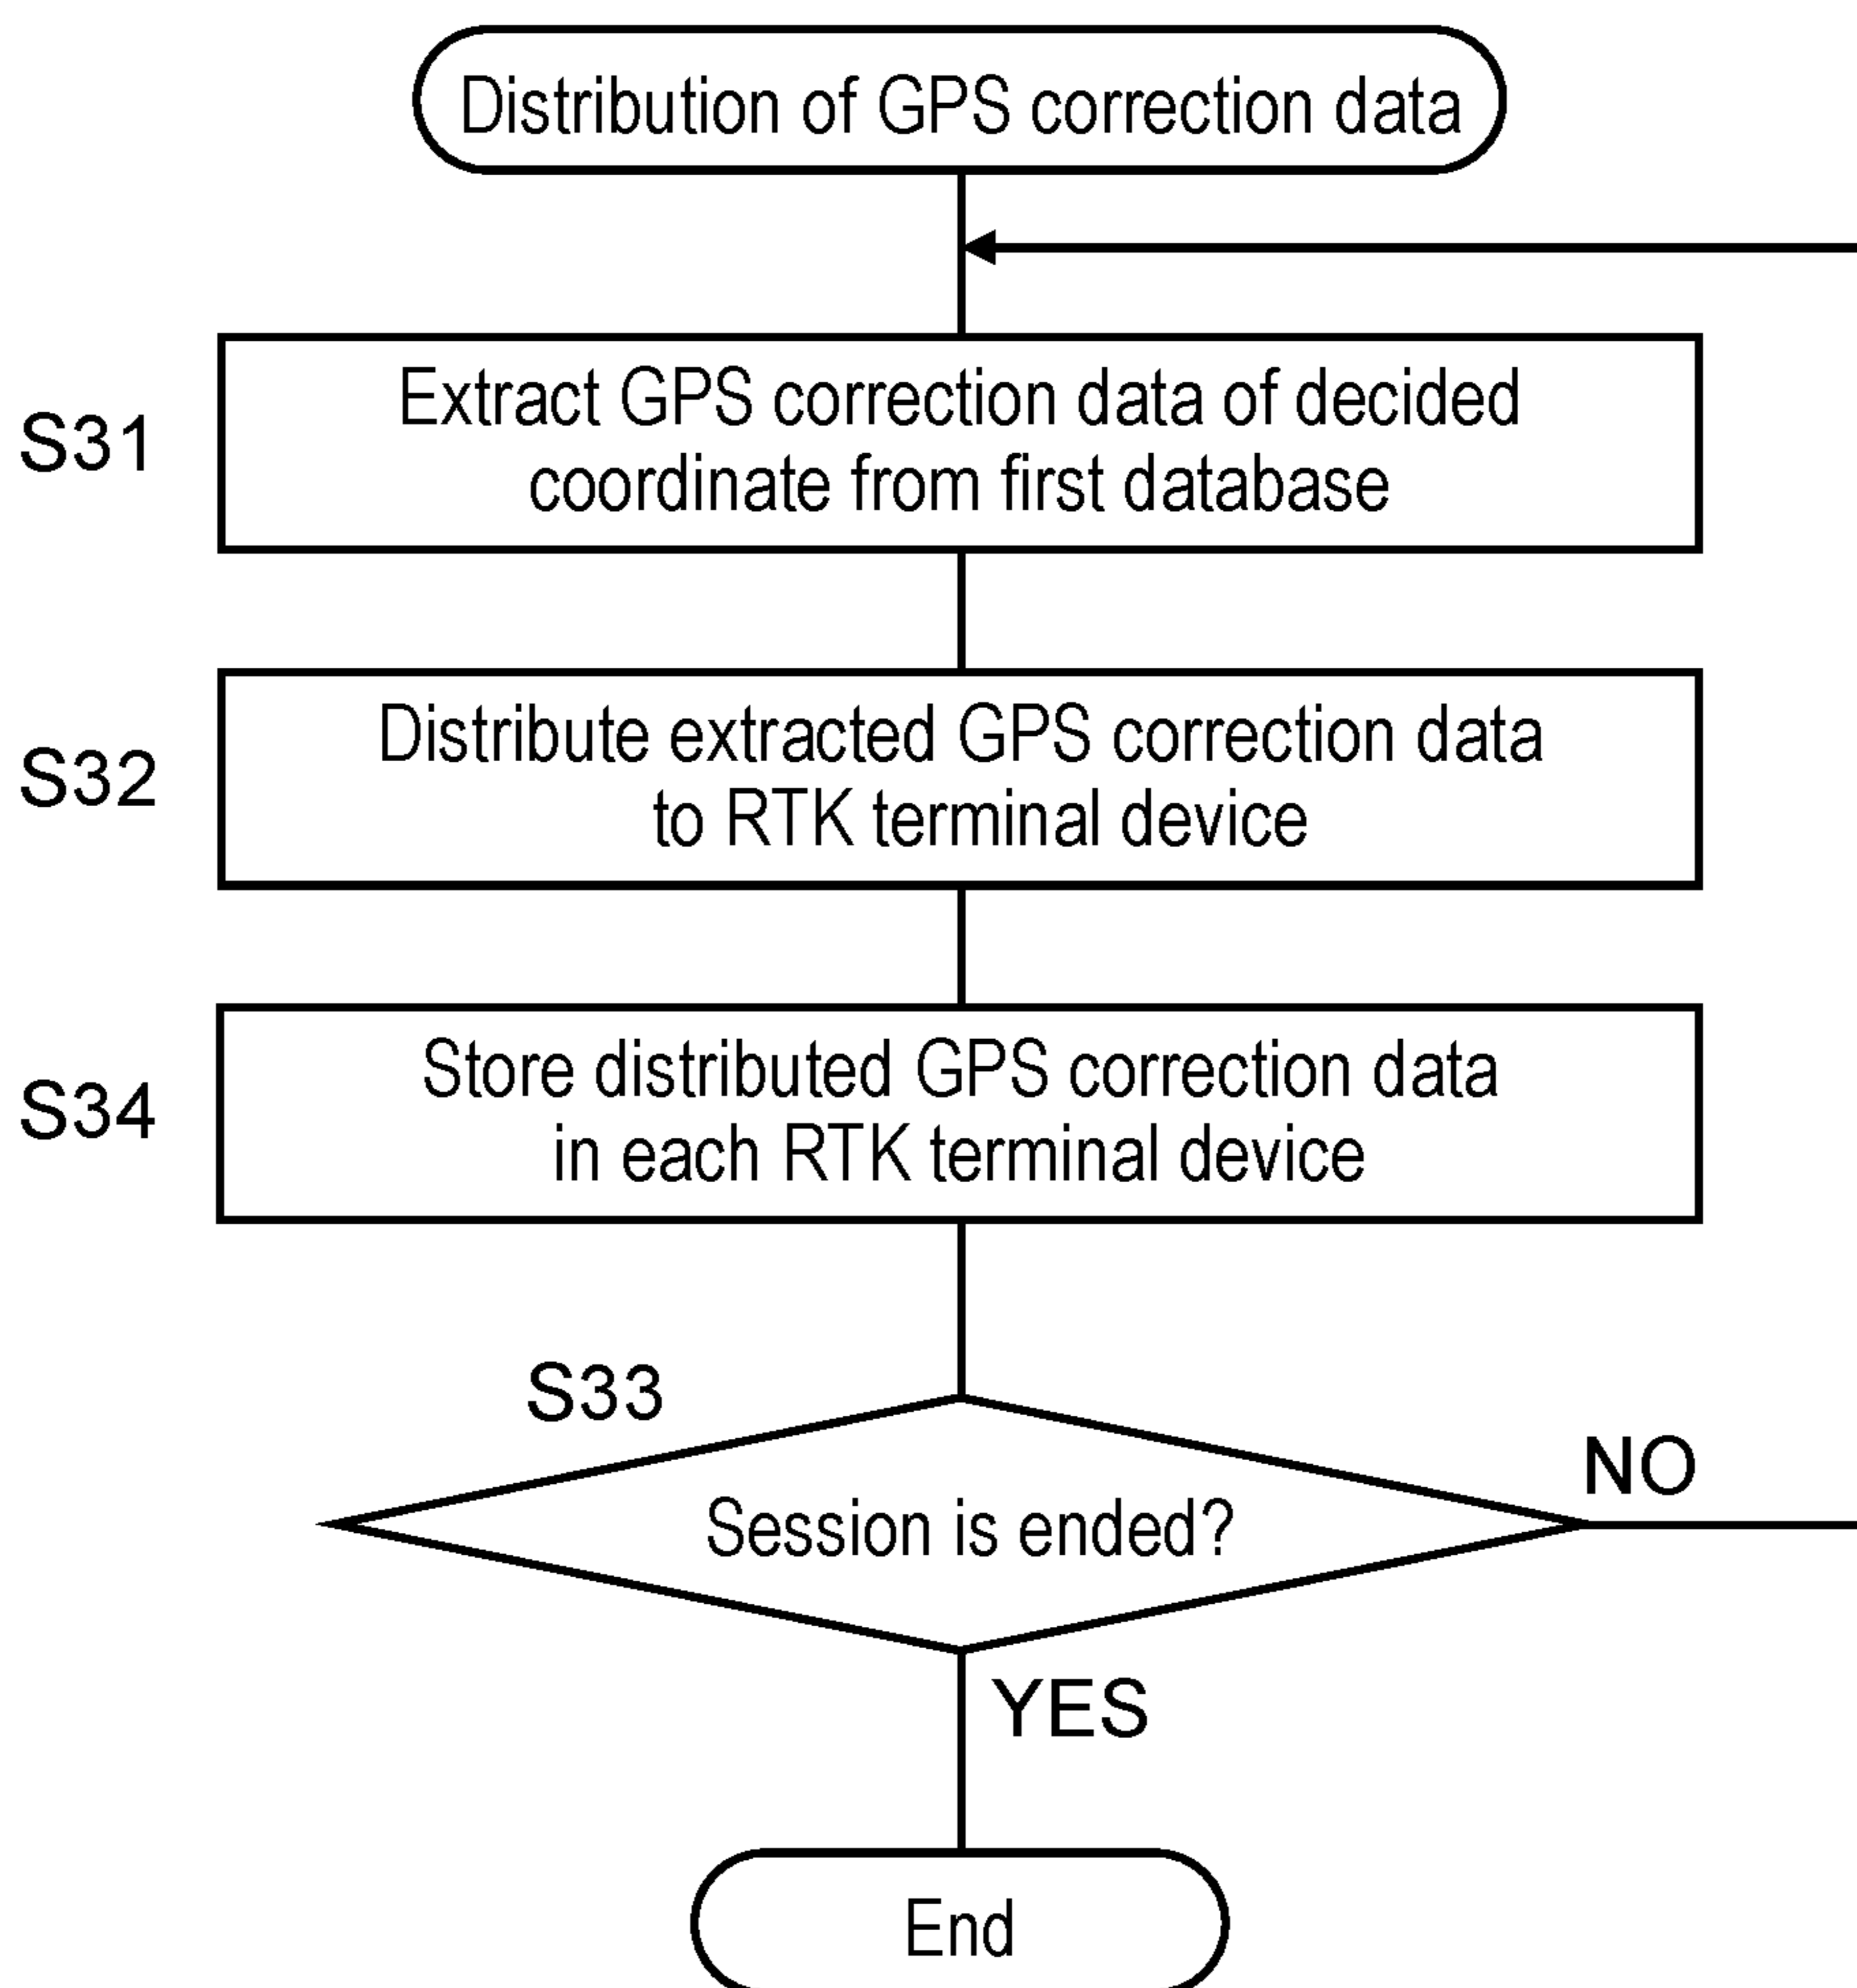 Distribution of GPS correction data
S31
Extract GPS correction data of decided
coordinate from first database
S32
Distribute extracted GPS correction data
to RTK terminal device
S34
Store distributed GPS correction data
in each RTK terminal device
S33
Session is ended?
NO
YES
End